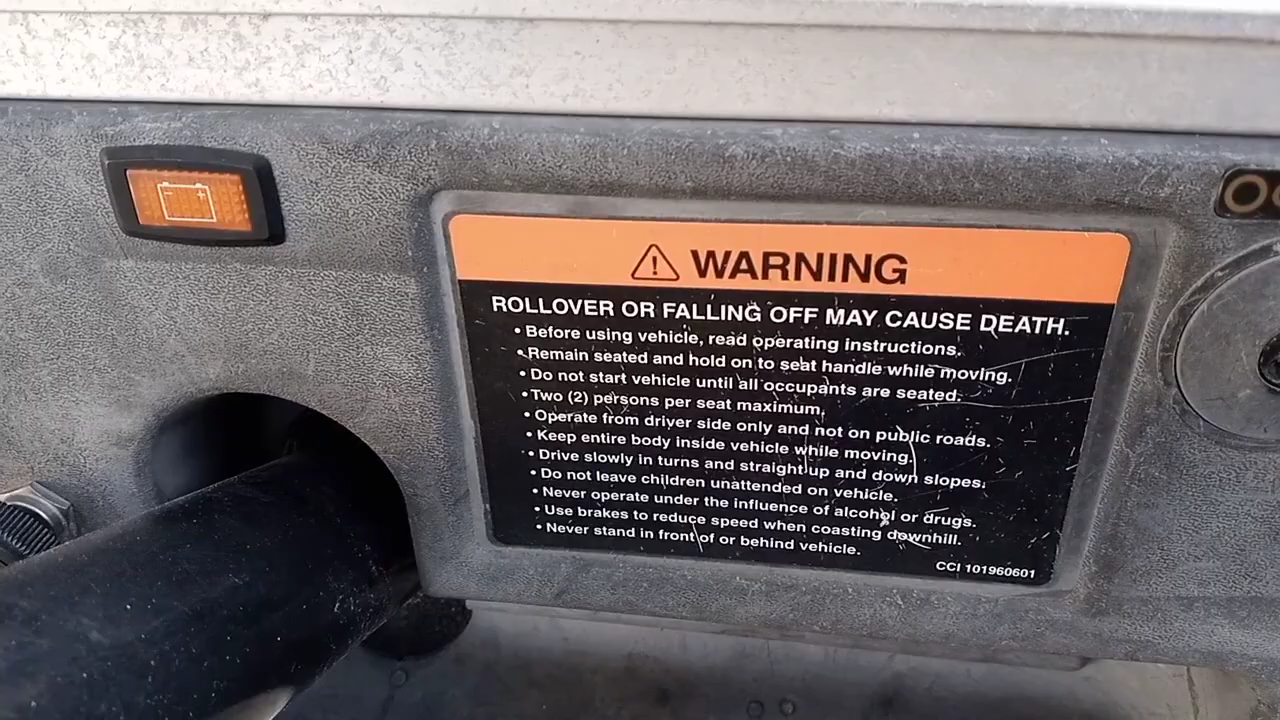 WARNING
ROLLOVER OR FALLING OFF MAY CAUSE DEATH.
• Before using vehicle, read operating instructions.
• Remain seated and hold on to seat handle while moving.
• Do not start vehicle until all occupants are seated.
• Two (2) persons per seat maximum.
• Operate from driver side only and not on public roads.
• Keep entire body inside vehicle while moving.
• Drive slowly in turns and straight up and down slopes.
• Do not leave children unattended on vehicle.
• Never operate under the influence of alcohol or drugs.
• Use brakes to reduce speed when coasting downhill.
• Never stand in front of or behind vehicle.
CCI 101960601